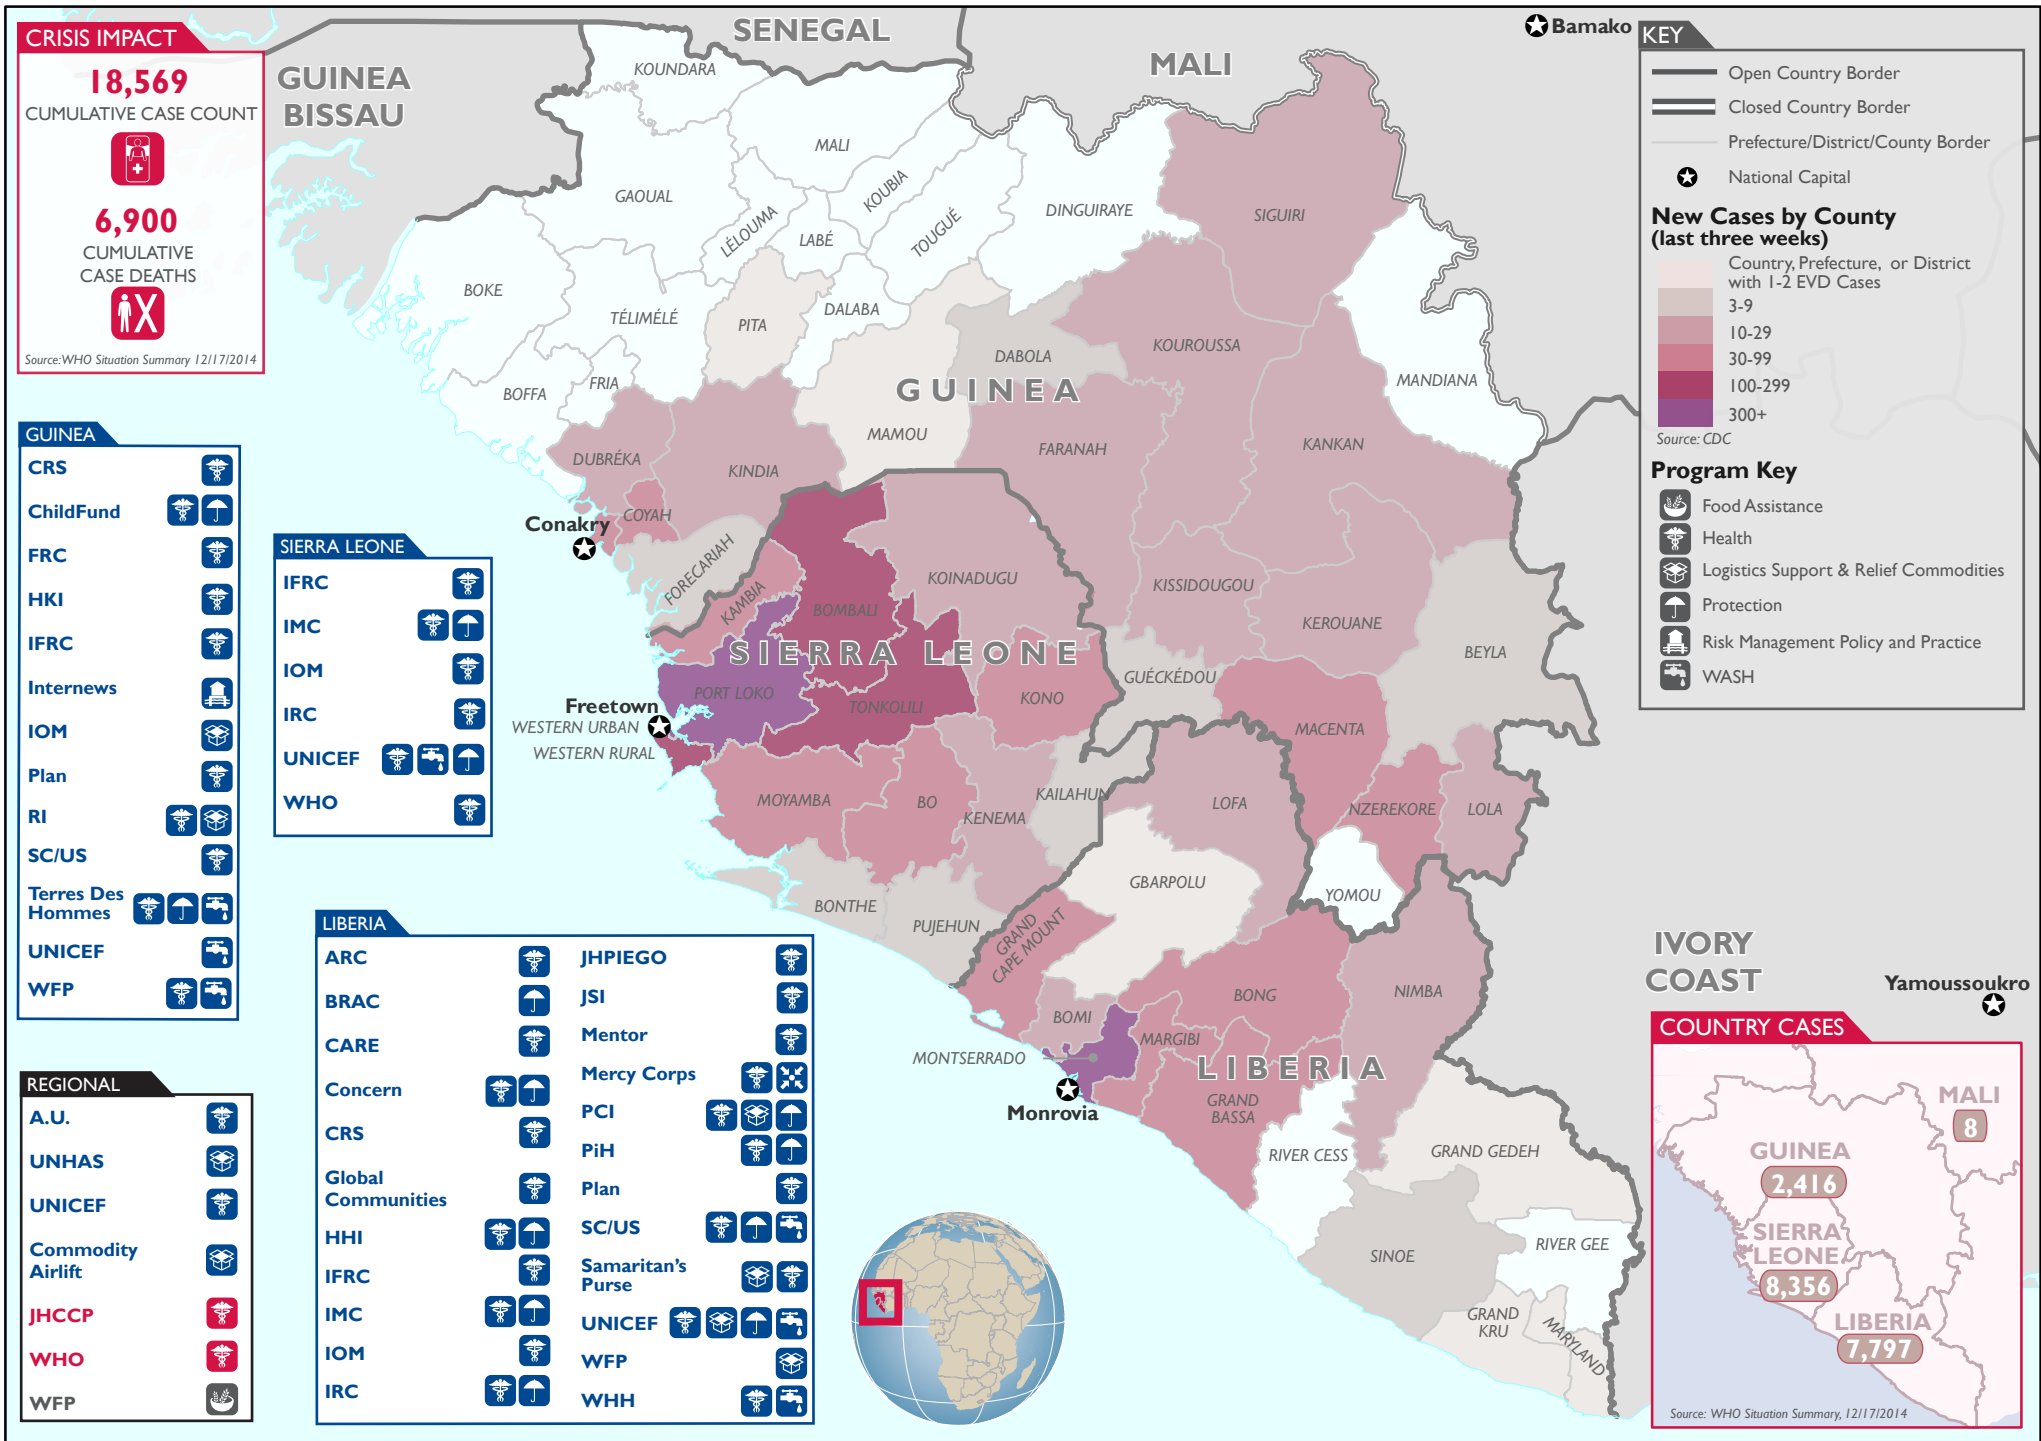 CRISIS IMPACT
18,569
CUMULATIVE CASE COUNT
6,900
CUMULATIVE
CASE DEATHS
Source: WHO Situation Summary 12/17/2014
GUINEA
CRS
ChildFund
FRC
HKI
IFRC
Internews
IOM
Plan
RI
SC/US
Terres Des
Hommes
UNICEF
WFP
SIERRA LEONE
IFRC
IMC
IOM
IRC
UNICEF
WHO
REGIONAL
A.U.
UNHAS
UNICEF
Commodity
Airlift
JHCCP
WHO
WFP
LIBERIA
ARC
BRAC
CARE
Concern
CRS
Global
Communities
HHI
IFRC
IMC
IOM
IRC
JHPIEGO
JSI
Mentor
Mercy Corps
PCI
PiH
Plan
SC/US
Samaritan's
Purse
UNICEF
WFP
WHH
SENEGAL
GUINEA
BISSAU
MALI
Bamako
KOUNDARA
MALI
GAOUAL
KOUBIA
LÉLOUMA
LABÉ
TOUGUÉ
DINGUIRAYE
SIGUIRI
BOKE
TÉLIMÉLÉ
PITA
DALABA
DABOLA
KOUROUSSA
MANDIANA
BOFFA
FRIA
GUINEA
MAMOU
FARANAH
KANKAN
DUBRÉKA
KINDIA
COYAH
Conakry
FORECARIAH
KISSIDOUGOU
KEROUANE
BEYLA
GUÉCKÉDOU
MACENTA
NZEREKORE
LOLA
YOMOU
KAMBIA
BOMBALI
KOINADUGU
SIERRA LEONE
PORT LOKO
TONKOLILI
KONO
Freetown
WESTERN URBAN
WESTERN RURAL
MOYAMBA
BO
KENEMA
KAILAHUN
BONTHE
PUJEHUN
LOFA
GBARPOLU
GRAND
CAPE MOUNT
BOMI
BONG
NIMBA
MONTSERRADO
MARGIBI
LIBERIA
Monrovia
GRAND
BASSA
RIVER CESS
GRAND GEDEH
SINOE
RIVER GEE
GRAND
KRU
MARYLAND
IVORY
COAST
Yamoussoukro
KEY
Open Country Border
Closed Country Border
Prefecture/District/County Border
National Capital
New Cases by County
(last three weeks)
Country, Prefecture, or District
with 1-2 EVD Cases
3-9
10-29
30-99
100-299
300+
Source: CDC
Program Key
Food Assistance
Health
Logistics Support & Relief Commodities
Protection
Risk Management Policy and Practice
WASH
COUNTRY CASES
MALI
8
GUINEA
2,416
SIERRA
LEONE
8,356
LIBERIA
7,797
Source: WHO Situation Summary, 12/17/2014